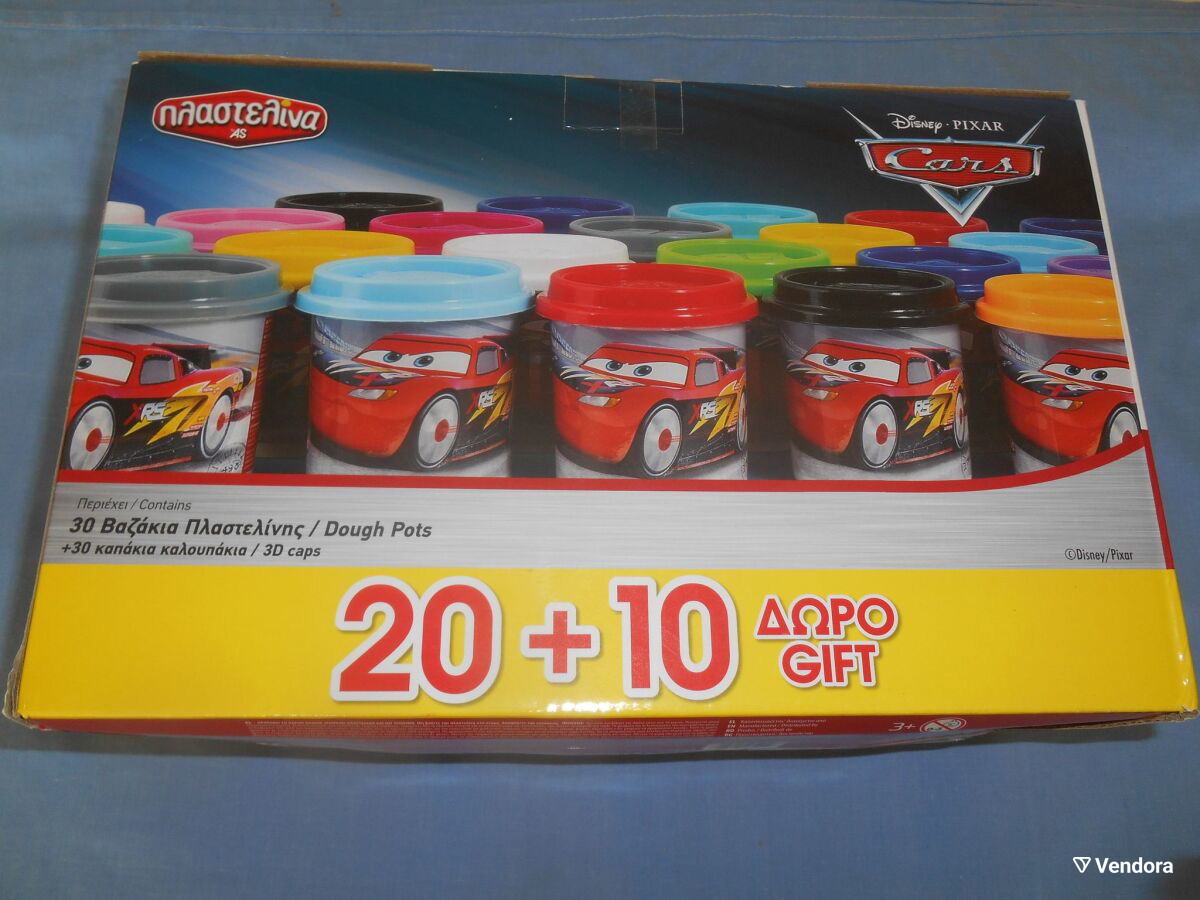 πλαστελίνα
AS
Disney · PIXAR
Cars
Περιέχει / Contains
30 Βαζάκια Πλαστελίνης / Dough Pots
+30 καπάκια καλουπάκια / 3D caps
©Disney/Pixar
20 + 10 ΔΩΡΟ
GIFT
3+
Vendora